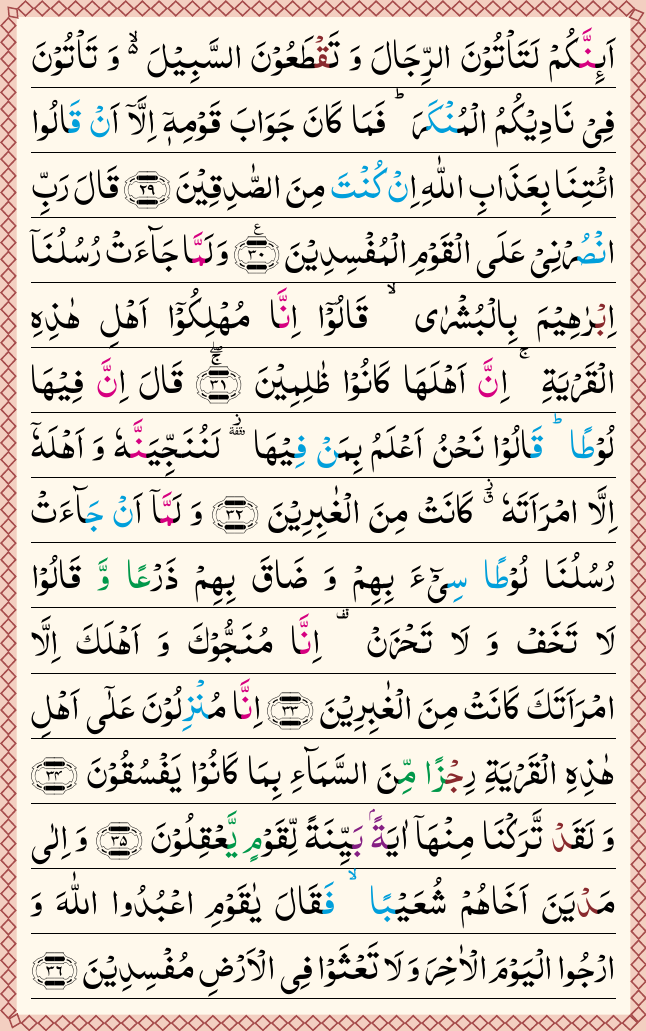 اَىِٕنَّكُمْ لَتَاْتُوْنَ الرِّجَالَ وَ تَقْطَعُوْنَ السَّبِیْلَ ۙ۬ وَ تَاْتُوْنَ
فِیْ نَادِیْكُمُ الْمُنْكَرَ ؕ فَمَا كَانَ جَوَابَ قَوْمِهٖۤ اِلَّاۤ اَنْ قَالُوا
ائْتِنَا بِعَذَابِ اللّٰهِ اِنْ كُنْتَ مِنَ الصّٰدِقِیْنَ ﴿۲۹﴾ قَالَ رَبِّ
انْصُرْنِیْ عَلَی الْقَوْمِ الْمُفْسِدِیْنَ ﴿۳۰﴾ ع وَ لَمَّا جَآءَتْ رُسُلُنَاۤ
اِبْرٰهِیْمَ بِالْبُشْرٰی ۙ قَالُوْۤا اِنَّا مُهْلِكُوْۤا اَهْلِ هٰذِهِ
الْقَرْیَةِ ۚ اِنَّ اَهْلَهَا كَانُوْا ظٰلِمِیْنَ ﴿۳۱﴾ ۚۖ قَالَ اِنَّ فِیْهَا
لُوْطًا ؕ قَالُوْا نَحْنُ اَعْلَمُ بِمَنْ فِیْهَا ٝ۫ لَنُنَجِّیَنَّهٗ وَ اَهْلَهٗۤ
اِلَّا امْرَاَتَهٗ ؗۗ كَانَتْ مِنَ الْغٰبِرِیْنَ ﴿۳۲﴾ وَ لَمَّاۤ اَنْ جَآءَتْ
رُسُلُنَا لُوْطًا سِیْٓءَ بِهِمْ وَ ضَاقَ بِهِمْ ذَرْعًا وَّ قَالُوْا
لَا تَخَفْ وَ لَا تَحْزَنْ ۫ اِنَّا مُنَجُّوْكَ وَ اَهْلَكَ اِلَّا
امْرَاَتَكَ كَانَتْ مِنَ الْغٰبِرِیْنَ ﴿۳۳﴾ اِنَّا مُنْزِلُوْنَ عَلٰۤی اَهْلِ
هٰذِهِ الْقَرْیَةِ رِجْزًا مِّنَ السَّمَآءِ بِمَا كَانُوْا یَفْسُقُوْنَ ﴿۳۴﴾
وَ لَقَدْ تَّرَكْنَا مِنْهَاۤ اٰیَةًۢ بَیِّنَةً لِّقَوْمٍ یَّعْقِلُوْنَ ﴿۳۵﴾ وَ اِلٰی
مَدْیَنَ اَخَاهُمْ شُعَیْبًا ۙ فَقَالَ یٰقَوْمِ اعْبُدُوا اللّٰهَ وَ
ارْجُوا الْیَوْمَ الْاٰخِرَ وَ لَا تَعْثَوْا فِی الْاَرْضِ مُفْسِدِیْنَ ﴿۳۶﴾